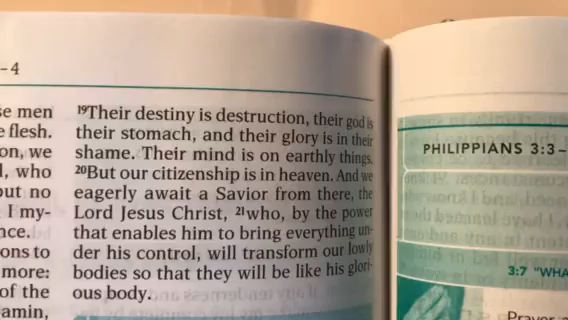 –4
se men
e flesh.
on, we
l, who
out no
I my-
nce.
ons to
more:
of the
amin,
¹⁹Their destiny is destruction, their god is
their stomach, and their glory is in their
shame. Their mind is on earthly things.
²⁰But our citizenship is in heaven. And we
eagerly await a Savior from there, the
Lord Jesus Christ, ²¹who, by the power
that enables him to bring everything un-
der his control, will transform our lowly
bodies so that they will be like his glori-
ous body.
PHILIPPIANS 3:3–
3:7 "WHA
Prayer